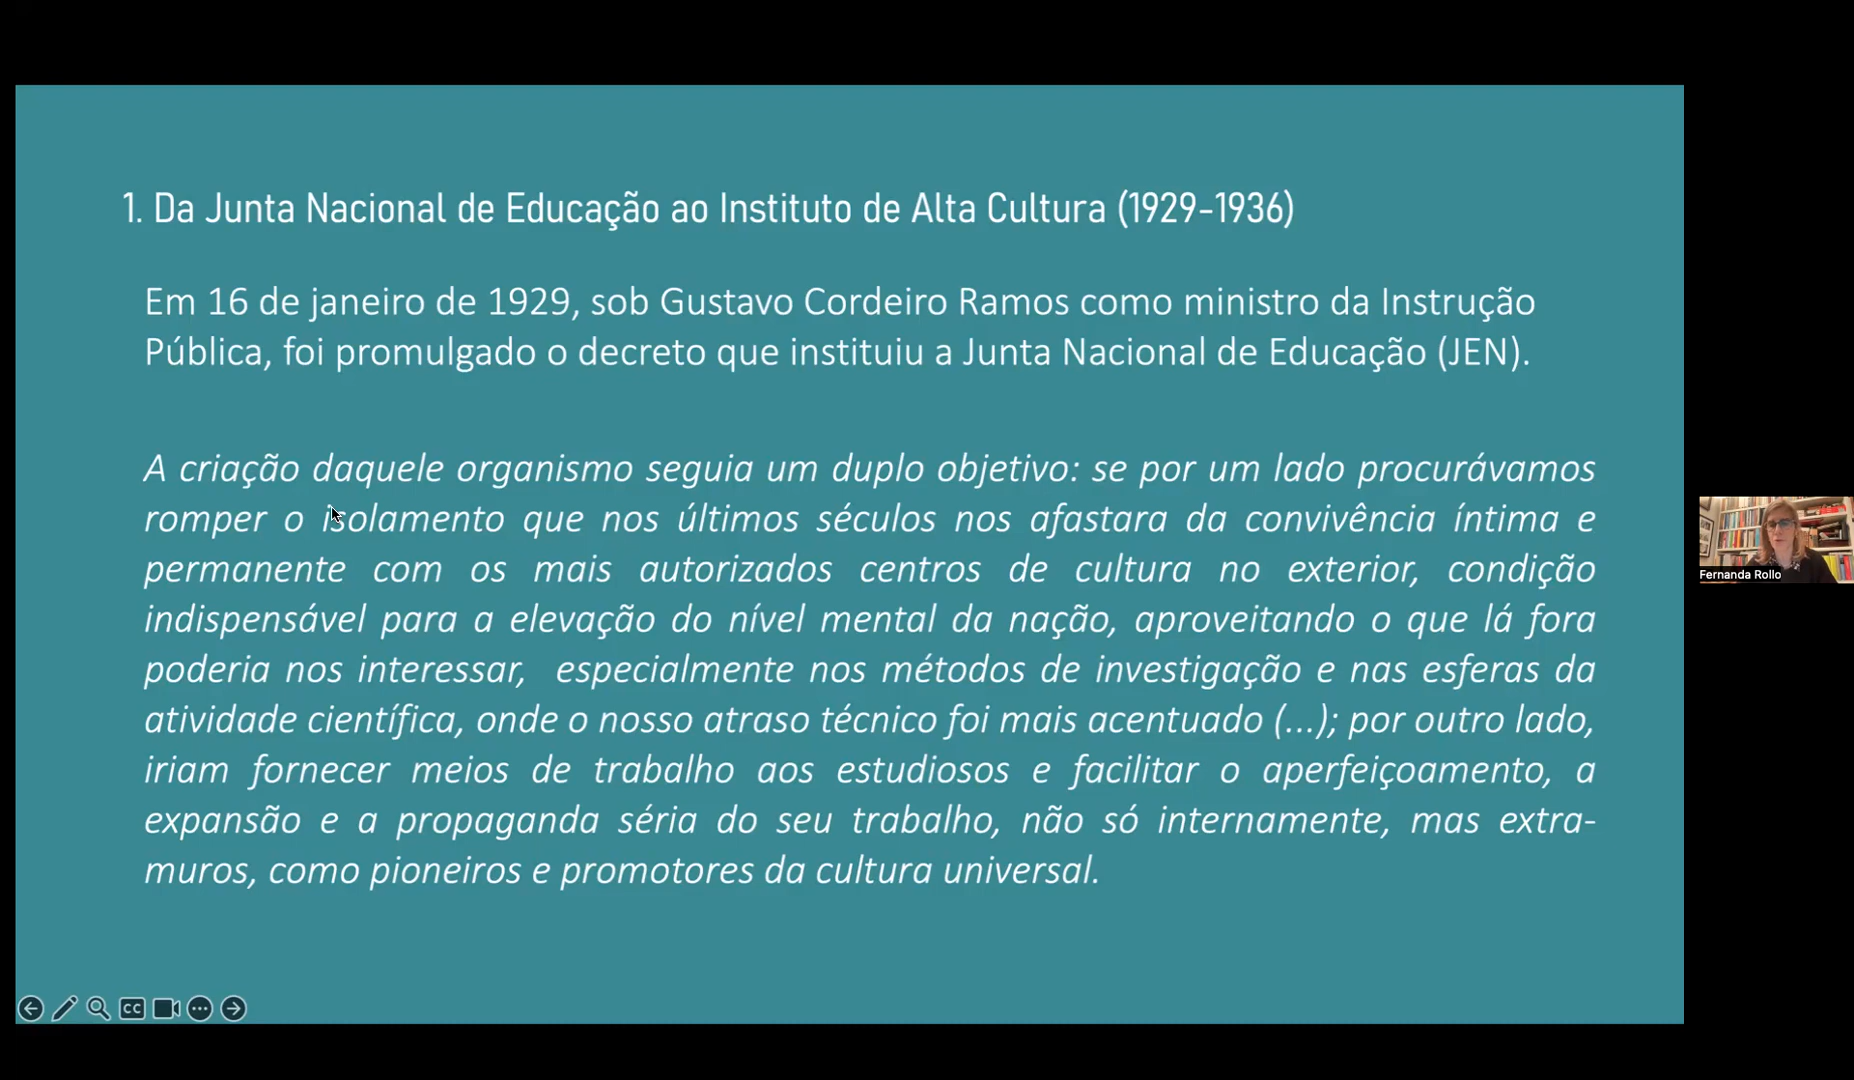 1. Da Junta Nacional de Educação ao Instituto de Alta Cultura (1929-1936)
Em 16 de janeiro de 1929, sob Gustavo Cordeiro Ramos como ministro da Instrução
Pública, foi promulgado o decreto que instituiu a Junta Nacional de Educação (JEN).
A criação daquele organismo seguia um duplo objetivo: se por um lado procurávamos
romper o isolamento que nos últimos séculos nos afastara da convivência íntima e
permanente com os mais autorizados centros de cultura no exterior, condição
indispensável para a elevação do nível mental da nação, aproveitando o que lá fora
poderia nos interessar, especialmente nos métodos de investigação e nas esferas da
atividade científica, onde o nosso atraso técnico foi mais acentuado (...); por outro lado,
iriam fornecer meios de trabalho aos estudiosos e facilitar o aperfeiçoamento, a
expansão e a propaganda séria do seu trabalho, não só internamente, mas extra-
muros, como pioneiros e promotores da cultura universal.
Fernanda Rollo
CC